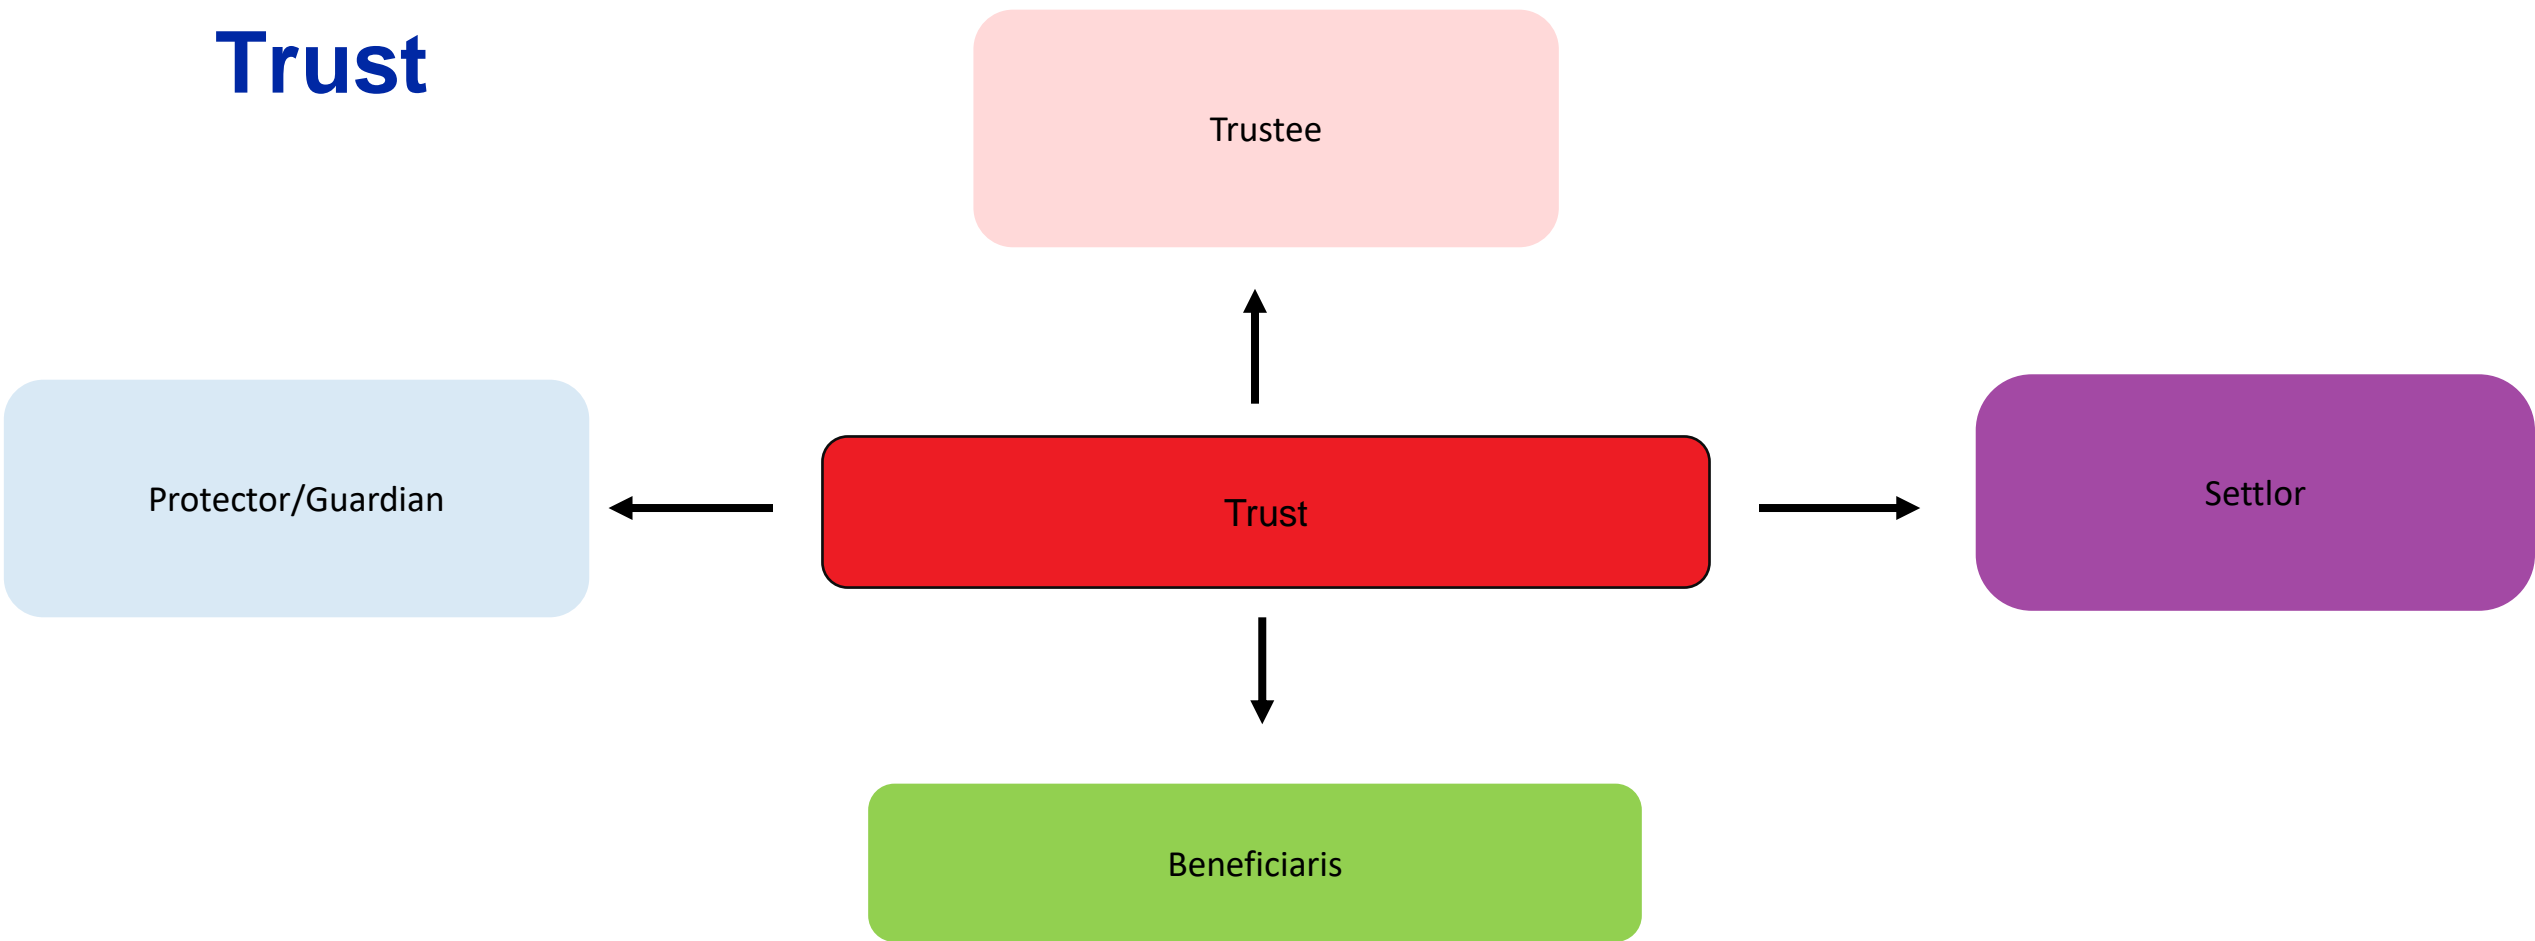 Trust
Trustee
Protector/Guardian
Trust
Settlor
Beneficiaris